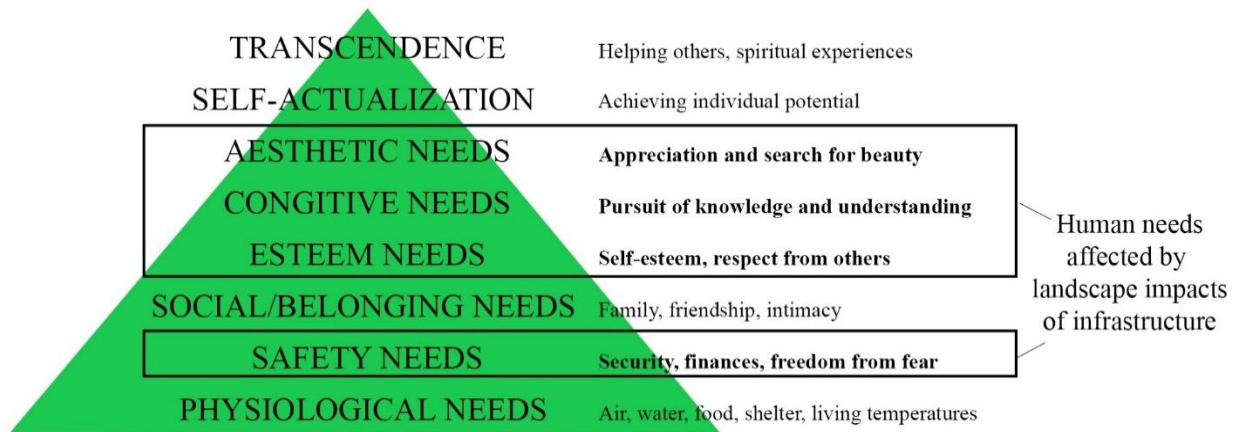 TRANSCENDENCE Helping others, spiritual experiences
SELF-ACTUALIZATION Achieving individual potential
AESTHETIC NEEDS Appreciation and search for beauty
CONGITIVE NEEDS Pursuit of knowledge and understanding
ESTEEM NEEDS Self-esteem, respect from others
SOCIAL/BELONGING NEEDS Family, friendship, intimacy
SAFETY NEEDS Security, finances, freedom from fear
PHYSIOLOGICAL NEEDS Air, water, food, shelter, living temperatures
Human needs
affected by
landscape impacts
of infrastructure